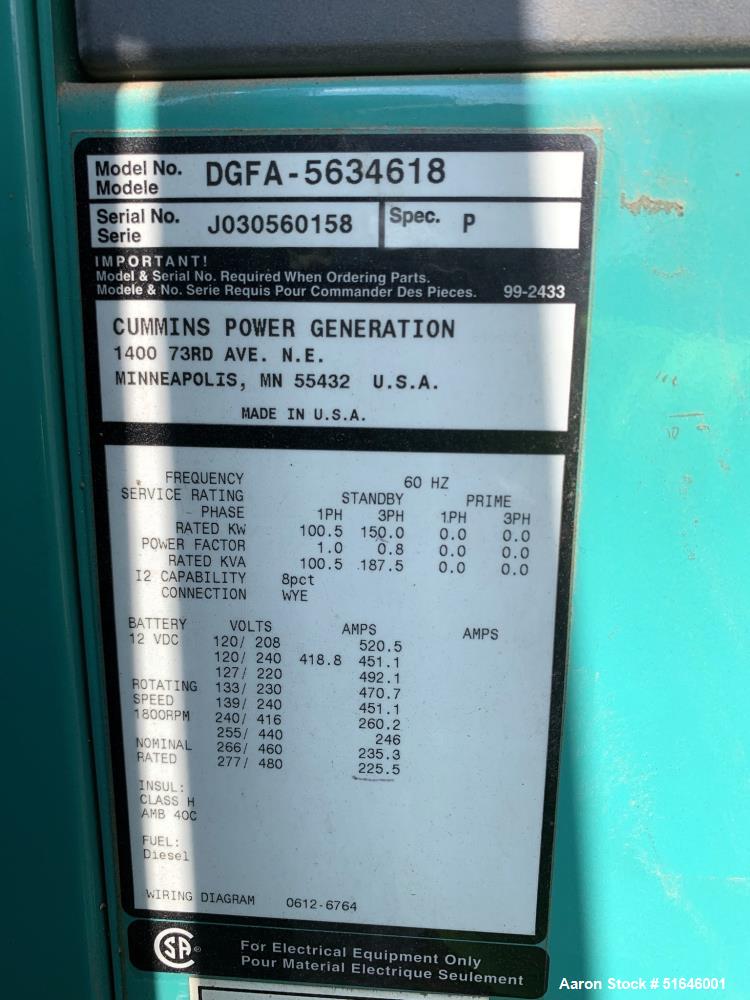 Model No. DGFA-5634618
Modele
Serial No. J030560158 Spec. P
Serie
IMPORTANT!
Model & Serial No. Required When Ordering Parts.
Modele & No. Serie Requis Pour Commander Des Pieces. 99-2433
CUMMINS POWER GENERATION
1400 73RD AVE. N.E.
MINNEAPOLIS, MN 55432 U.S.A.
MADE IN U.S.A.
FREQUENCY 60 HZ
SERVICE RATING STANDBY PRIME
PHASE 1PH 3PH 1PH 3PH
RATED KW 100.5 150.0 0.0 0.0
POWER FACTOR 1.0 0.8 0.0 0.0
RATED KVA 100.5 187.5 0.0 0.0
I2 CAPABILITY 8pct
CONNECTION WYE
BATTERY VOLTS AMPS AMPS
12 VDC 120/ 208 520.5
120/ 240 418.8 451.1
127/ 220 492.1
ROTATING 133/ 230 470.7
SPEED 139/ 240 451.1
1800RPM 240/ 416 260.2
255/ 440 246
NOMINAL 266/ 460 235.3
RATED 277/ 480 225.5
INSUL:
CLASS H
AMB 40C
FUEL:
Diesel
WIRING DIAGRAM 0612-6764
SA ®
For Electrical Equipment Only
Pour Material Electrique Seulement
Aaron Stock # 51646001